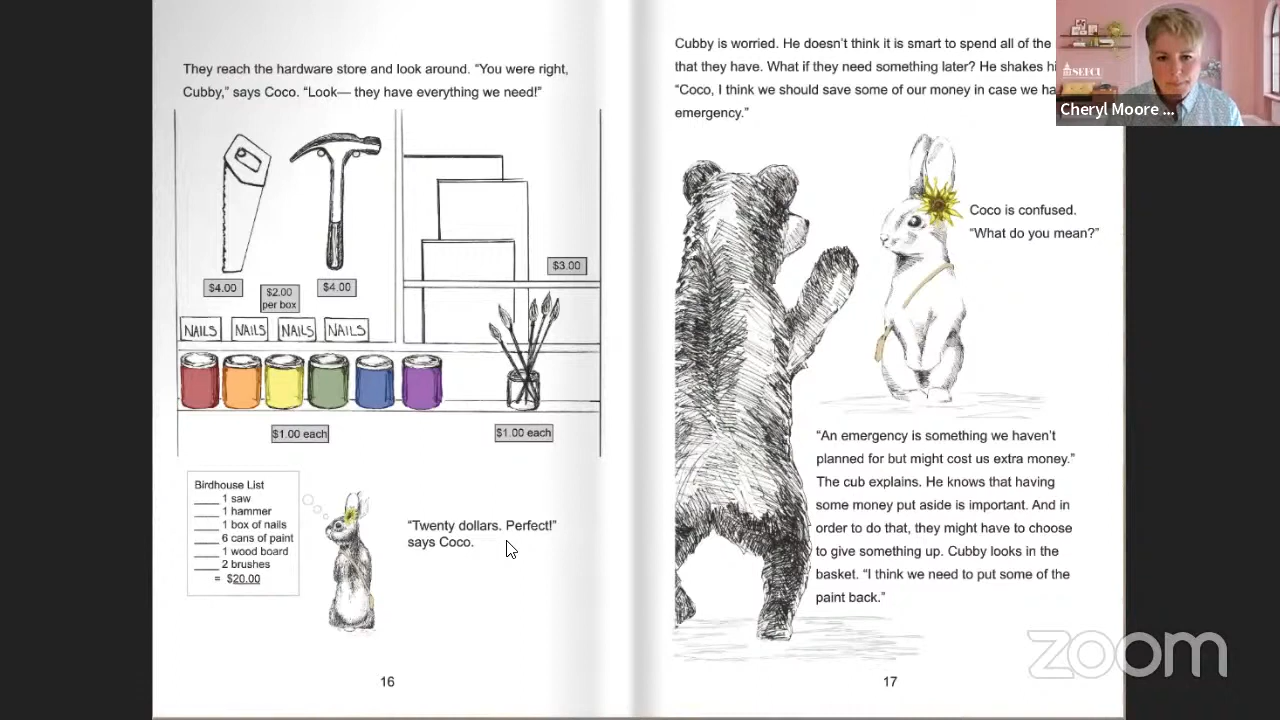 They reach the hardware store and look around. “You were right,
Cubby,” says Coco. “Look— they have everything we need!”
$4.00
$2.00
per box
$4.00
$3.00
NAILS NAILS NAILS NAILS
$1.00 each
$1.00 each
Birdhouse List
____ 1 saw
____ 1 hammer
____ 1 box of nails
____ 6 cans of paint
____ 1 wood board
____ 2 brushes
= $20.00
“Twenty dollars. Perfect!”
says Coco.
16
Cubby is worried. He doesn’t think it is smart to spend all of the
that they have. What if they need something later? He shakes
“Coco, I think we should save some of our money in case we
emergency.”
Coco is confused.
“What do you mean?”
“An emergency is something we haven’t
planned for but might cost us extra money.”
The cub explains. He knows that having
some money put aside is important. And in
order to do that, they might have to choose
to give something up. Cubby looks in the
basket. “I think we need to put some of the
paint back.”
17
SEFCU
Cheryl Moore ...
zoom